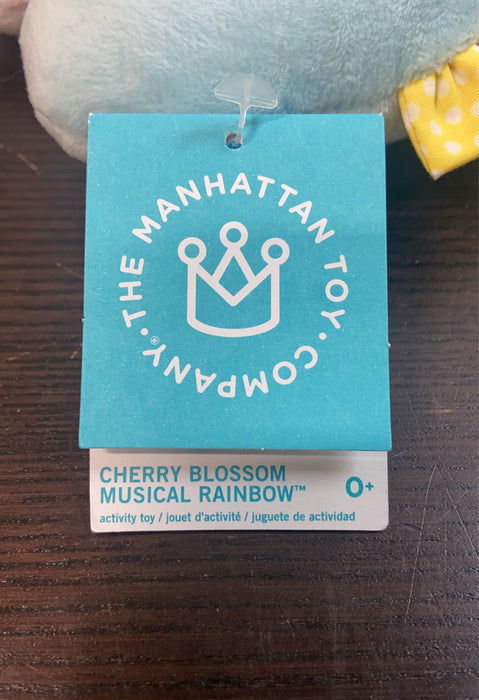 ·THE MANHATTAN TOY·COMPANY®
CHERRY BLOSSOM
MUSICAL RAINBOW™
0+
activity toy / jouet d'activité / juguete de actividad